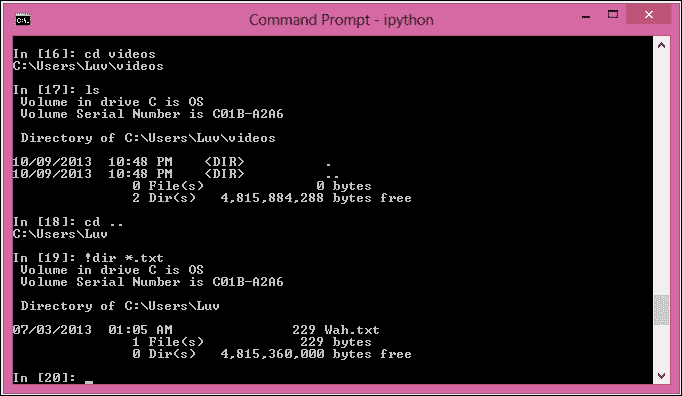 Command Prompt - ipython
In [16]: cd videos
C:\Users\Luv\videos
In [17]: ls
Volume in drive C is OS
Volume Serial Number is C01B-A2A6
Directory of C:\Users\Luv\videos
10/09/2013  10:48 PM    <DIR>          .
10/09/2013  10:48 PM    <DIR>          ..
0 File(s)              0 bytes
2 Dir(s)   4,815,884,288 bytes free
In [18]: cd ..
C:\Users\Luv
In [19]: !dir *.txt
Volume in drive C is OS
Volume Serial Number is C01B-A2A6
Directory of C:\Users\Luv
07/03/2013  01:05 AM               229 Wah.txt
1 File(s)            229 bytes
0 Dir(s)   4,815,360,000 bytes free
In [20]: _